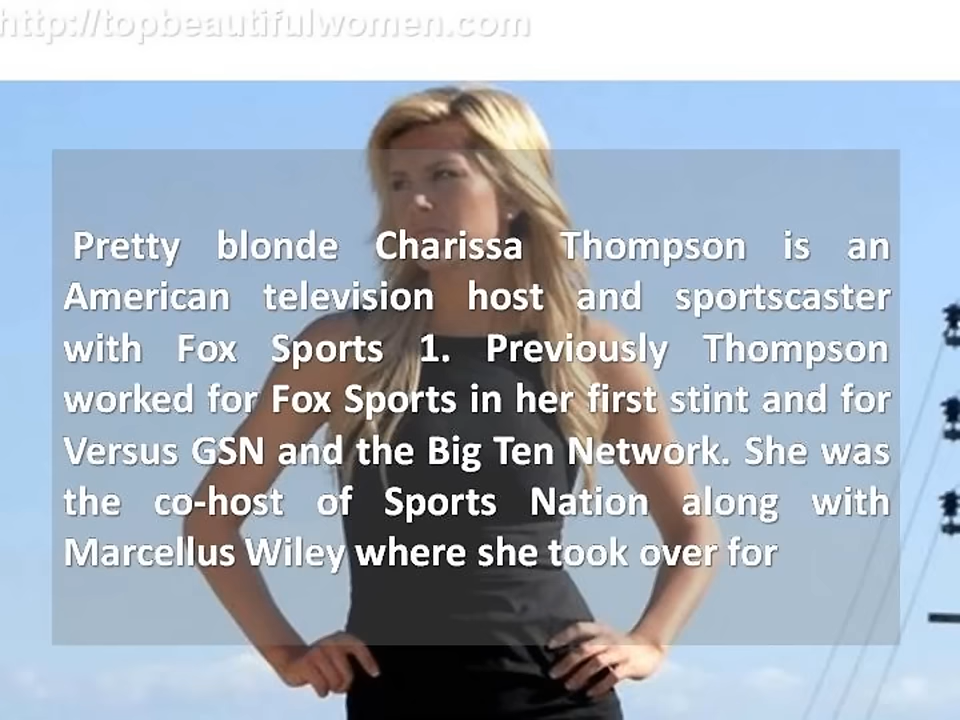 http://topbeautifulwomen.com
Pretty blonde Charissa Thompson is an
American television host and sportscaster
with Fox Sports 1. Previously Thompson
worked for Fox Sports in her first stint and for
Versus GSN and the Big Ten Network. She was
the co-host of Sports Nation along with
Marcellus Wiley where she took over for